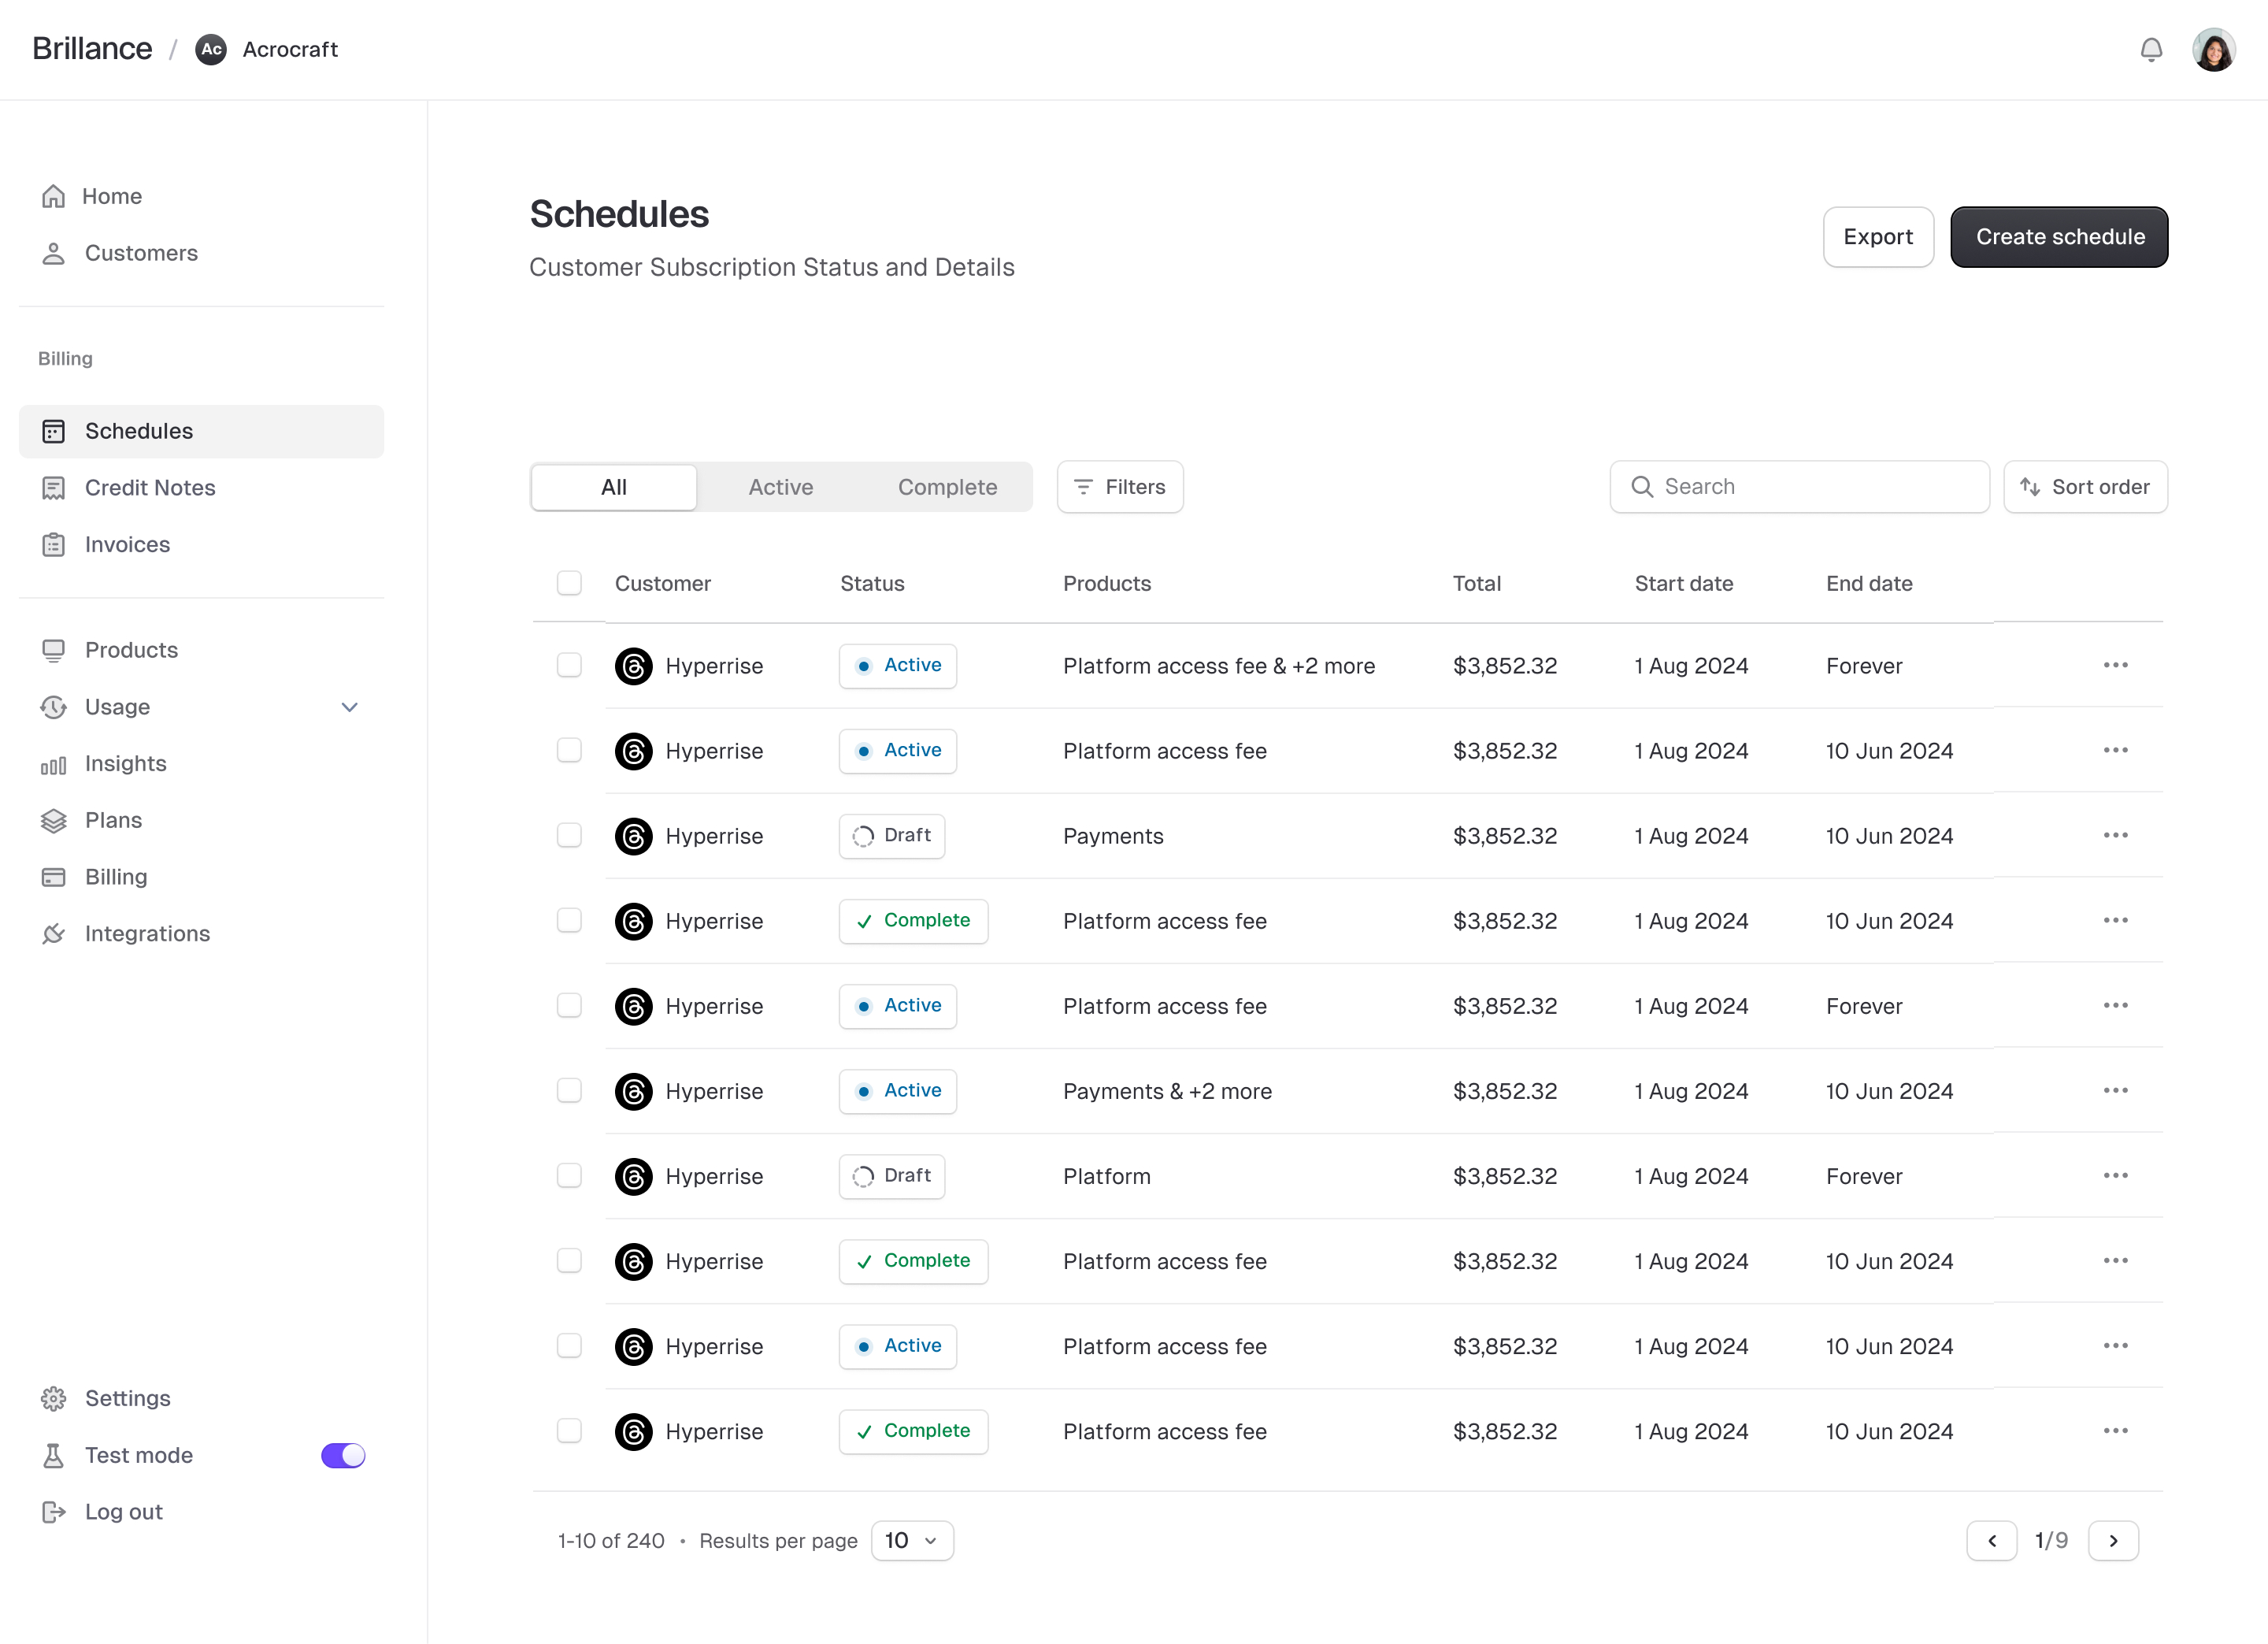 Brillance / Ac Acrocraft
Home
Customers
Billing
Schedules
Credit Notes
Invoices
Products
Usage
Insights
Plans
Billing
Integrations
Settings
Test mode
Log out
Schedules
Customer Subscription Status and Details
Export
Create schedule
All Active Complete Filters Search Sort order
Customer Status Products Total Start date End date
Hyperrise Active Platform access fee & +2 more $3,852.32 1 Aug 2024 Forever
Hyperrise Active Platform access fee $3,852.32 1 Aug 2024 10 Jun 2024
Hyperrise Draft Payments $3,852.32 1 Aug 2024 10 Jun 2024
Hyperrise Complete Platform access fee $3,852.32 1 Aug 2024 10 Jun 2024
Hyperrise Active Platform access fee $3,852.32 1 Aug 2024 Forever
Hyperrise Active Payments & +2 more $3,852.32 1 Aug 2024 10 Jun 2024
Hyperrise Draft Platform $3,852.32 1 Aug 2024 Forever
Hyperrise Complete Platform access fee $3,852.32 1 Aug 2024 10 Jun 2024
Hyperrise Active Platform access fee $3,852.32 1 Aug 2024 10 Jun 2024
Hyperrise Complete Platform access fee $3,852.32 1 Aug 2024 10 Jun 2024
1-10 of 240 • Results per page 10 1/9